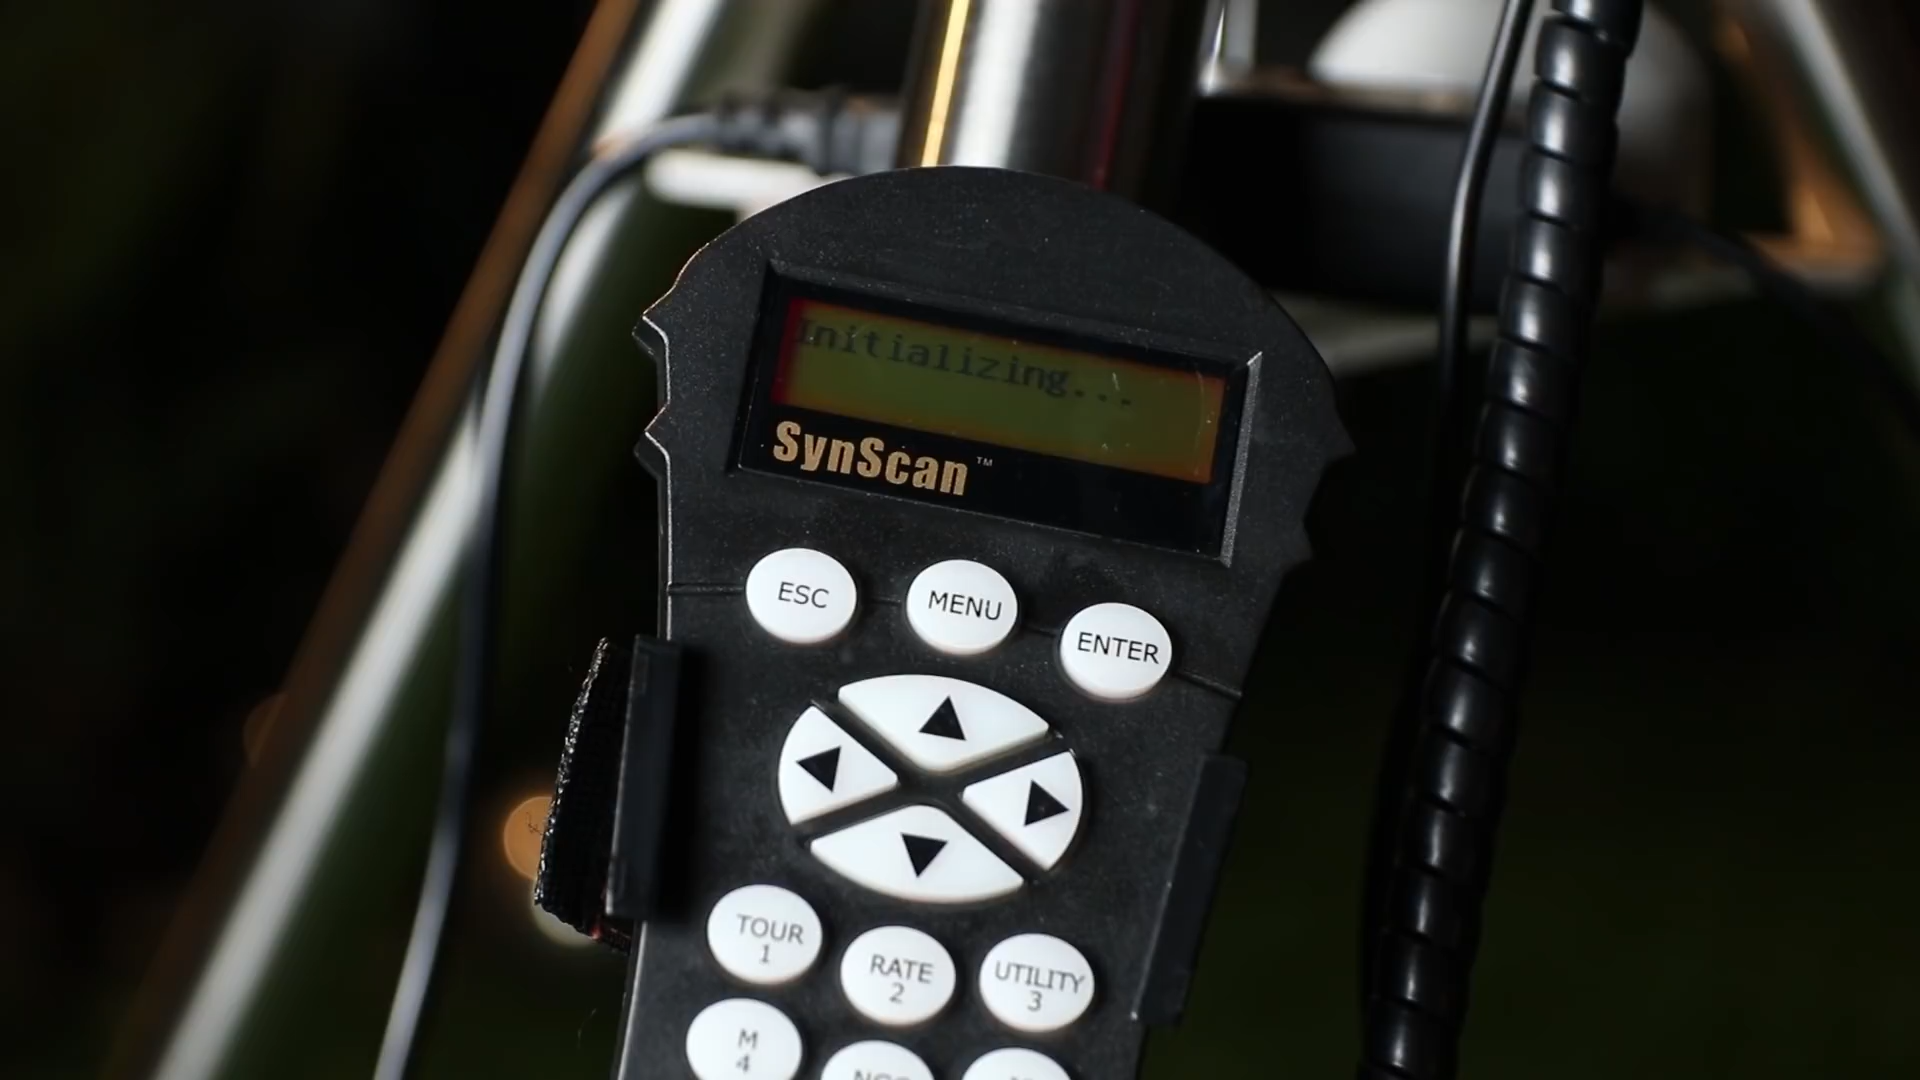 Initializing...
SynScan™
ESC
MENU
ENTER
TOUR
1
RATE
2
UTILITY
3
M
4